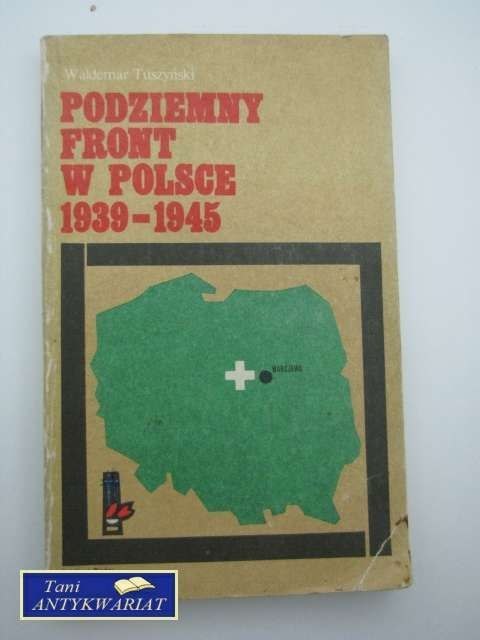 Waldemar Tuszyński
PODZIEMNY
FRONT
W POLSCE
1939-1945
WARSZAWA
Tani
ANTYKWARIAT